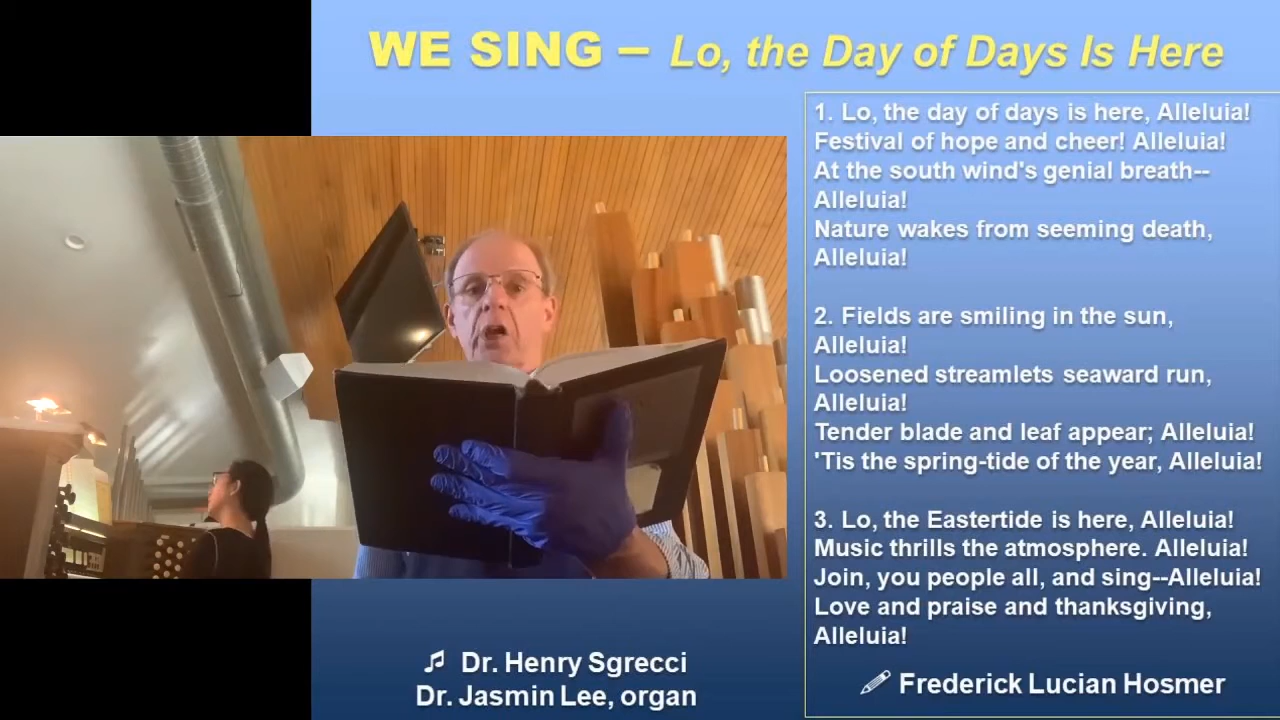 WE SING – Lo, the Day of Days Is Here
1. Lo, the day of days is here, Alleluia!
Festival of hope and cheer! Alleluia!
At the south wind's genial breath--
Alleluia!
Nature wakes from seeming death,
Alleluia!
2. Fields are smiling in the sun,
Alleluia!
Loosened streamlets seaward run,
Alleluia!
Tender blade and leaf appear; Alleluia!
'Tis the spring-tide of the year, Alleluia!
3. Lo, the Eastertide is here, Alleluia!
Music thrills the atmosphere. Alleluia!
Join, you people all, and sing--Alleluia!
Love and praise and thanksgiving,
Alleluia!
Frederick Lucian Hosmer
Dr. Henry Sgrecci
Dr. Jasmin Lee, organ